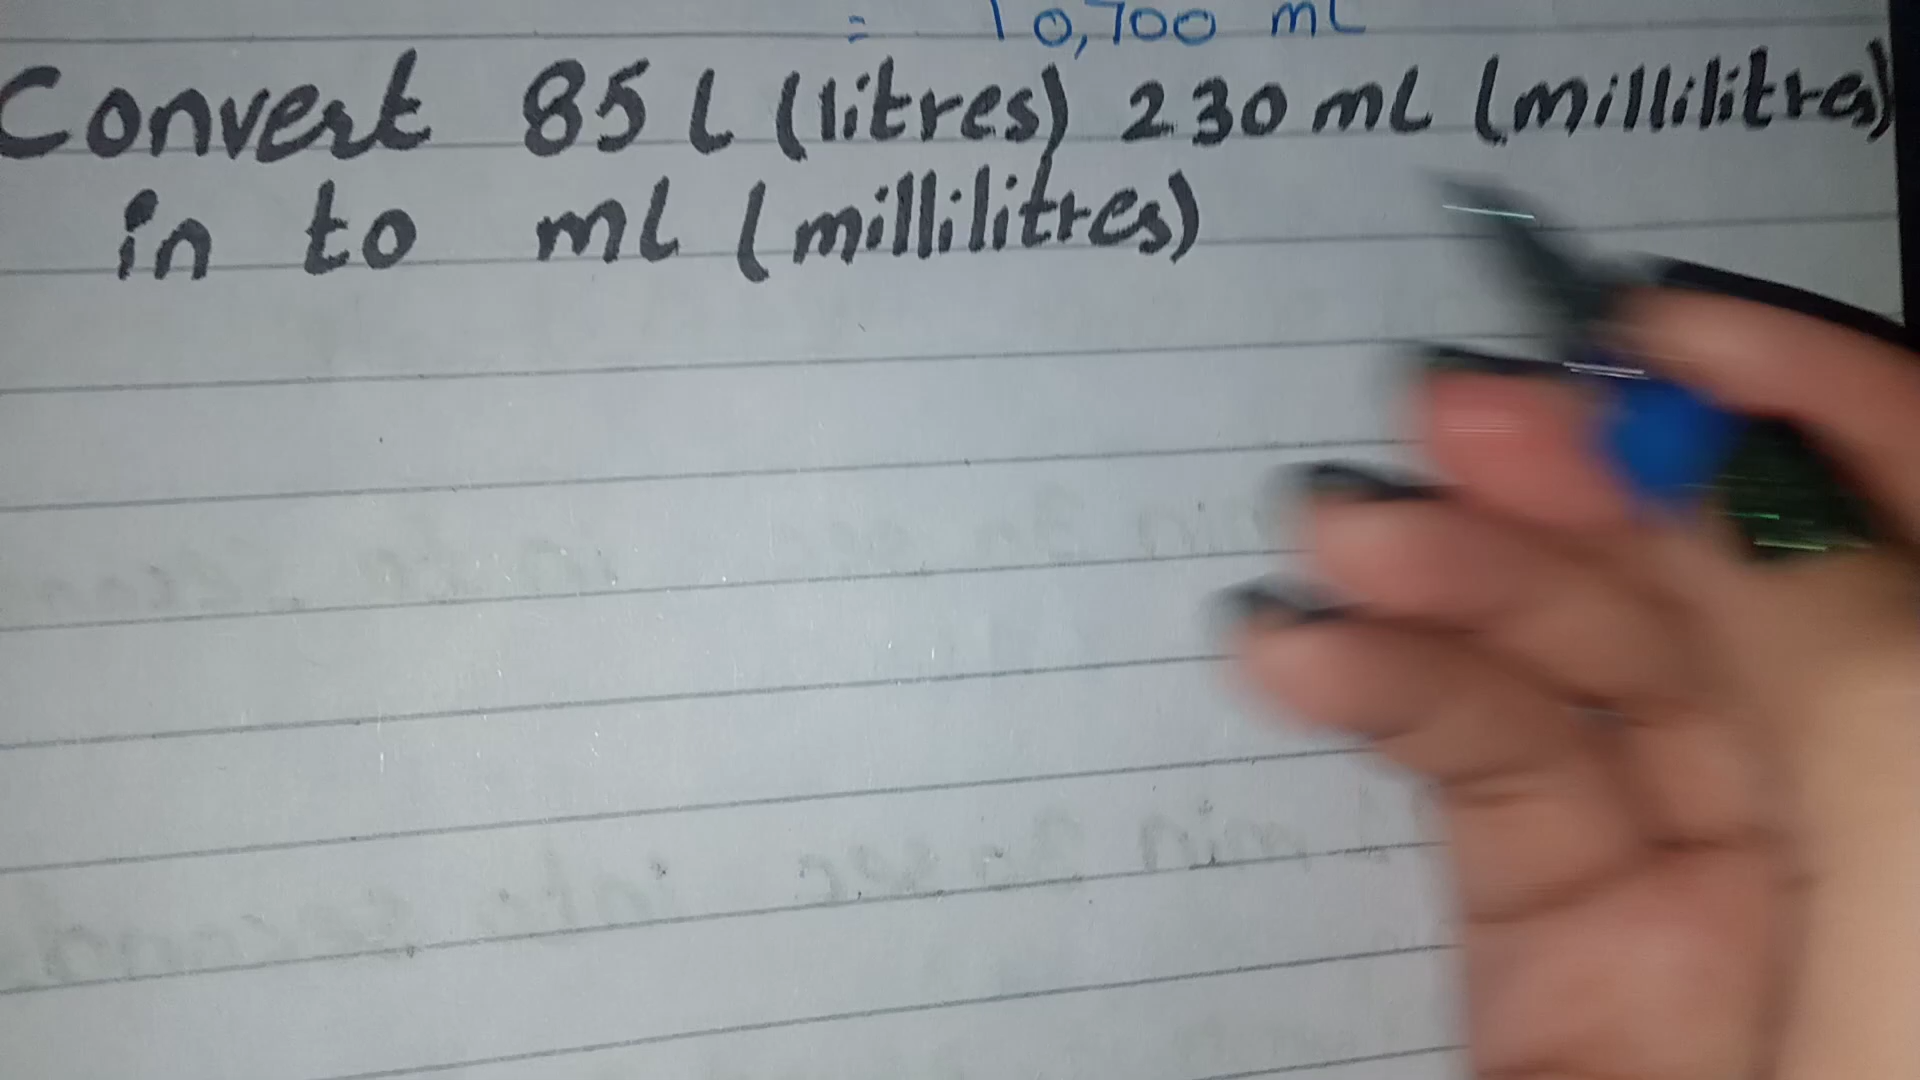 = 10,700 ml
Convert 85 l (litres) 230 ml (millilitres)
in to ml (millilitres)